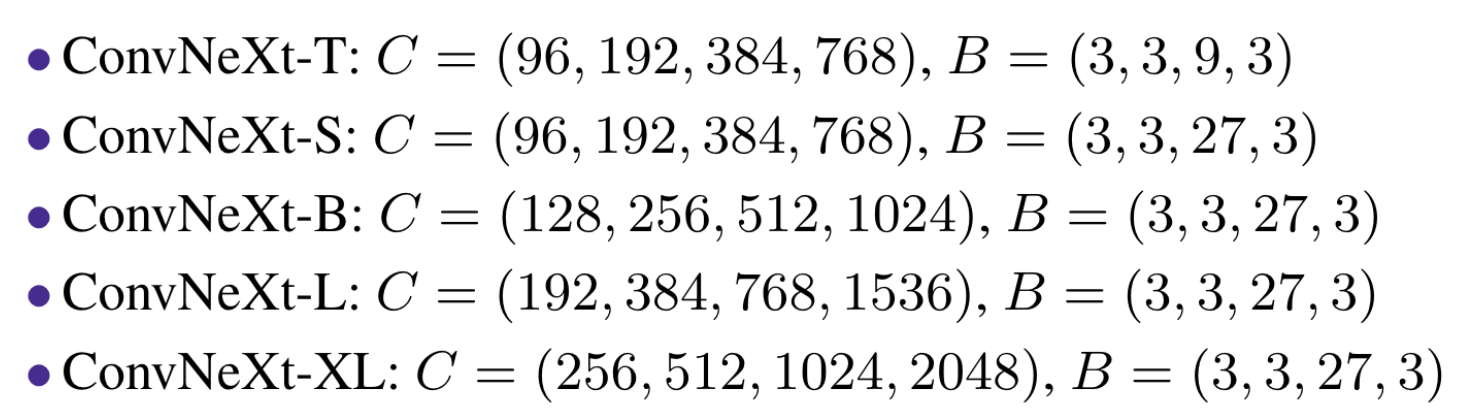 • ConvNeXt-T: C = (96, 192, 384, 768), B = (3, 3, 9, 3)
• ConvNeXt-S: C = (96, 192, 384, 768), B = (3, 3, 27, 3)
• ConvNeXt-B: C = (128, 256, 512, 1024), B = (3, 3, 27, 3)
• ConvNeXt-L: C = (192, 384, 768, 1536), B = (3, 3, 27, 3)
• ConvNeXt-XL: C = (256, 512, 1024, 2048), B = (3, 3, 27, 3)